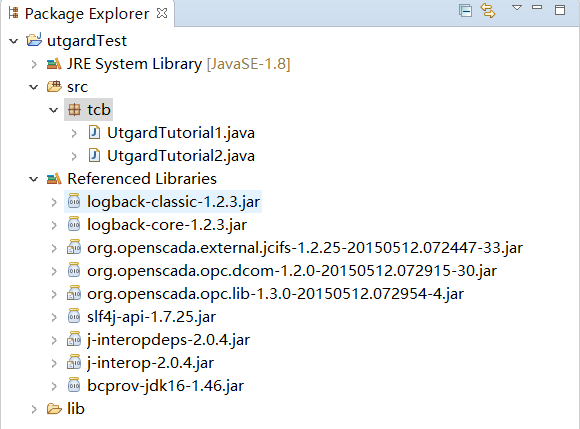 Package Explorer
utgardTest
JRE System Library [JavaSE-1.8]
src
tcb
UtgardTutorial1.java
UtgardTutorial2.java
Referenced Libraries
logback-classic-1.2.3.jar
logback-core-1.2.3.jar
org.openscada.external.jcifs-1.2.25-20150512.072447-33.jar
org.openscada.opc.dcom-1.2.0-20150512.072915-30.jar
org.openscada.opc.lib-1.3.0-20150512.072954-4.jar
slf4j-api-1.7.25.jar
j-interopdeps-2.0.4.jar
j-interop-2.0.4.jar
bcprov-jdk16-1.46.jar
lib